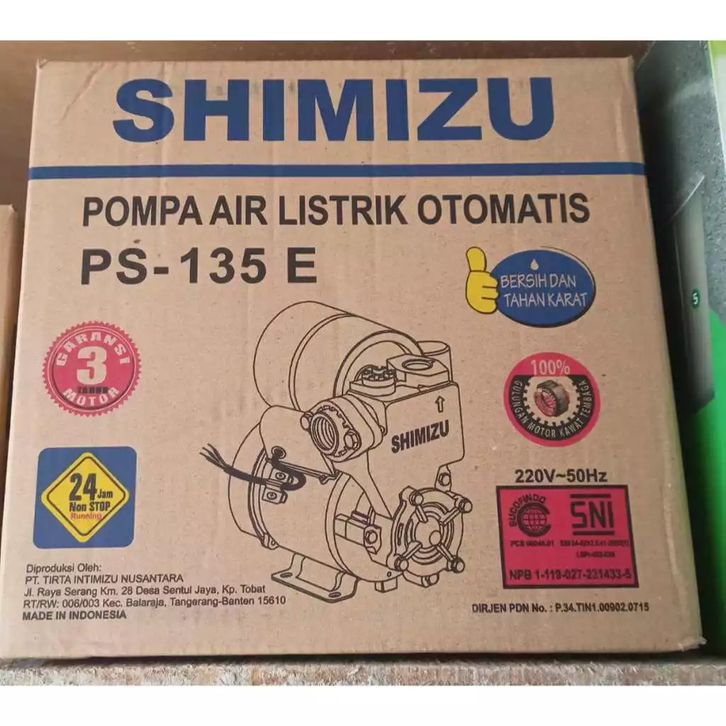 SHIMIZU
POMPA AIR LISTRIK OTOMATIS
PS-135 E
BERSIH DAN
TAHAN KARAT
GARANSI
3
TAHUN
MOTOR
100%
GULUNGAN MOTOR KAWAT TEMBAGA
SHIMIZU
24 Jam
Non STOP
Running
220V~50Hz
SUCOFINDO
SNI
NPB 1-119-027-231433-5
Diproduksi Oleh:
PT. TIRTA INTIMIZU NUSANTARA
Jl. Raya Serang Km. 28 Desa Sentul Jaya, Kp. Tobat
RT/RW: 006/003 Kec. Balaraja, Tangerang-Banten 15610
MADE IN INDONESIA
DIRJEN PDN No. : P.34.TIN1.00902.0715